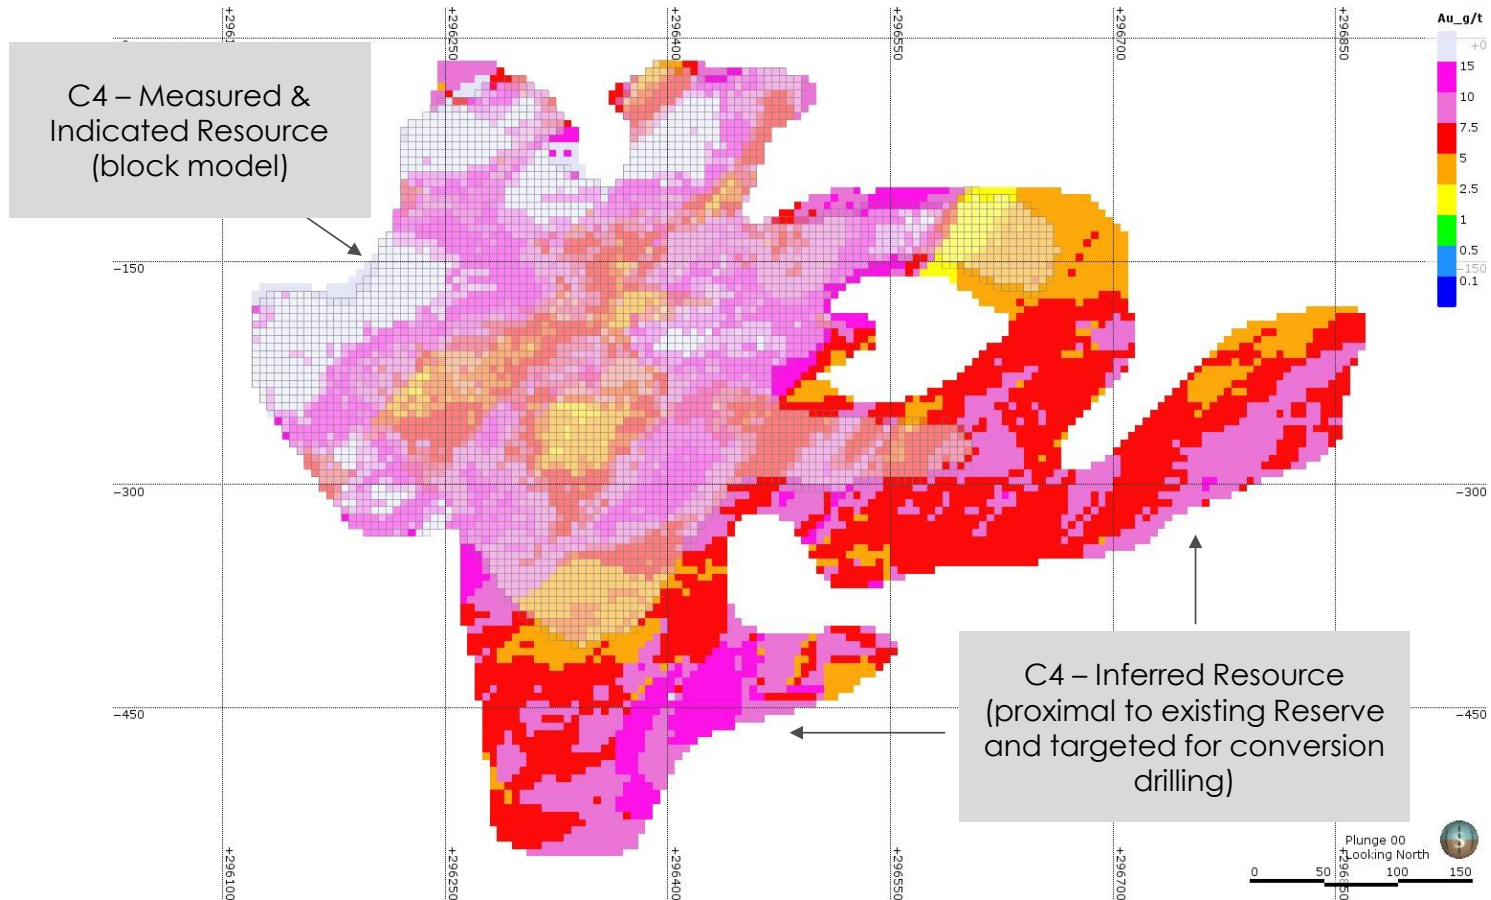 +2961
+296250
+296400
+296550
+296700
+296850
Au_g/t
+0
15
10
7.5
5
2.5
1
0.5
−150
0.1
C4 – Measured &
Indicated Resource
(block model)
−150
−300
−300
−450
−450
C4 – Inferred Resource
(proximal to existing Reserve
and targeted for conversion
drilling)
Plunge 00
Looking North
0 50 100 150
+296100
+296250
+296400
+296550
+296700